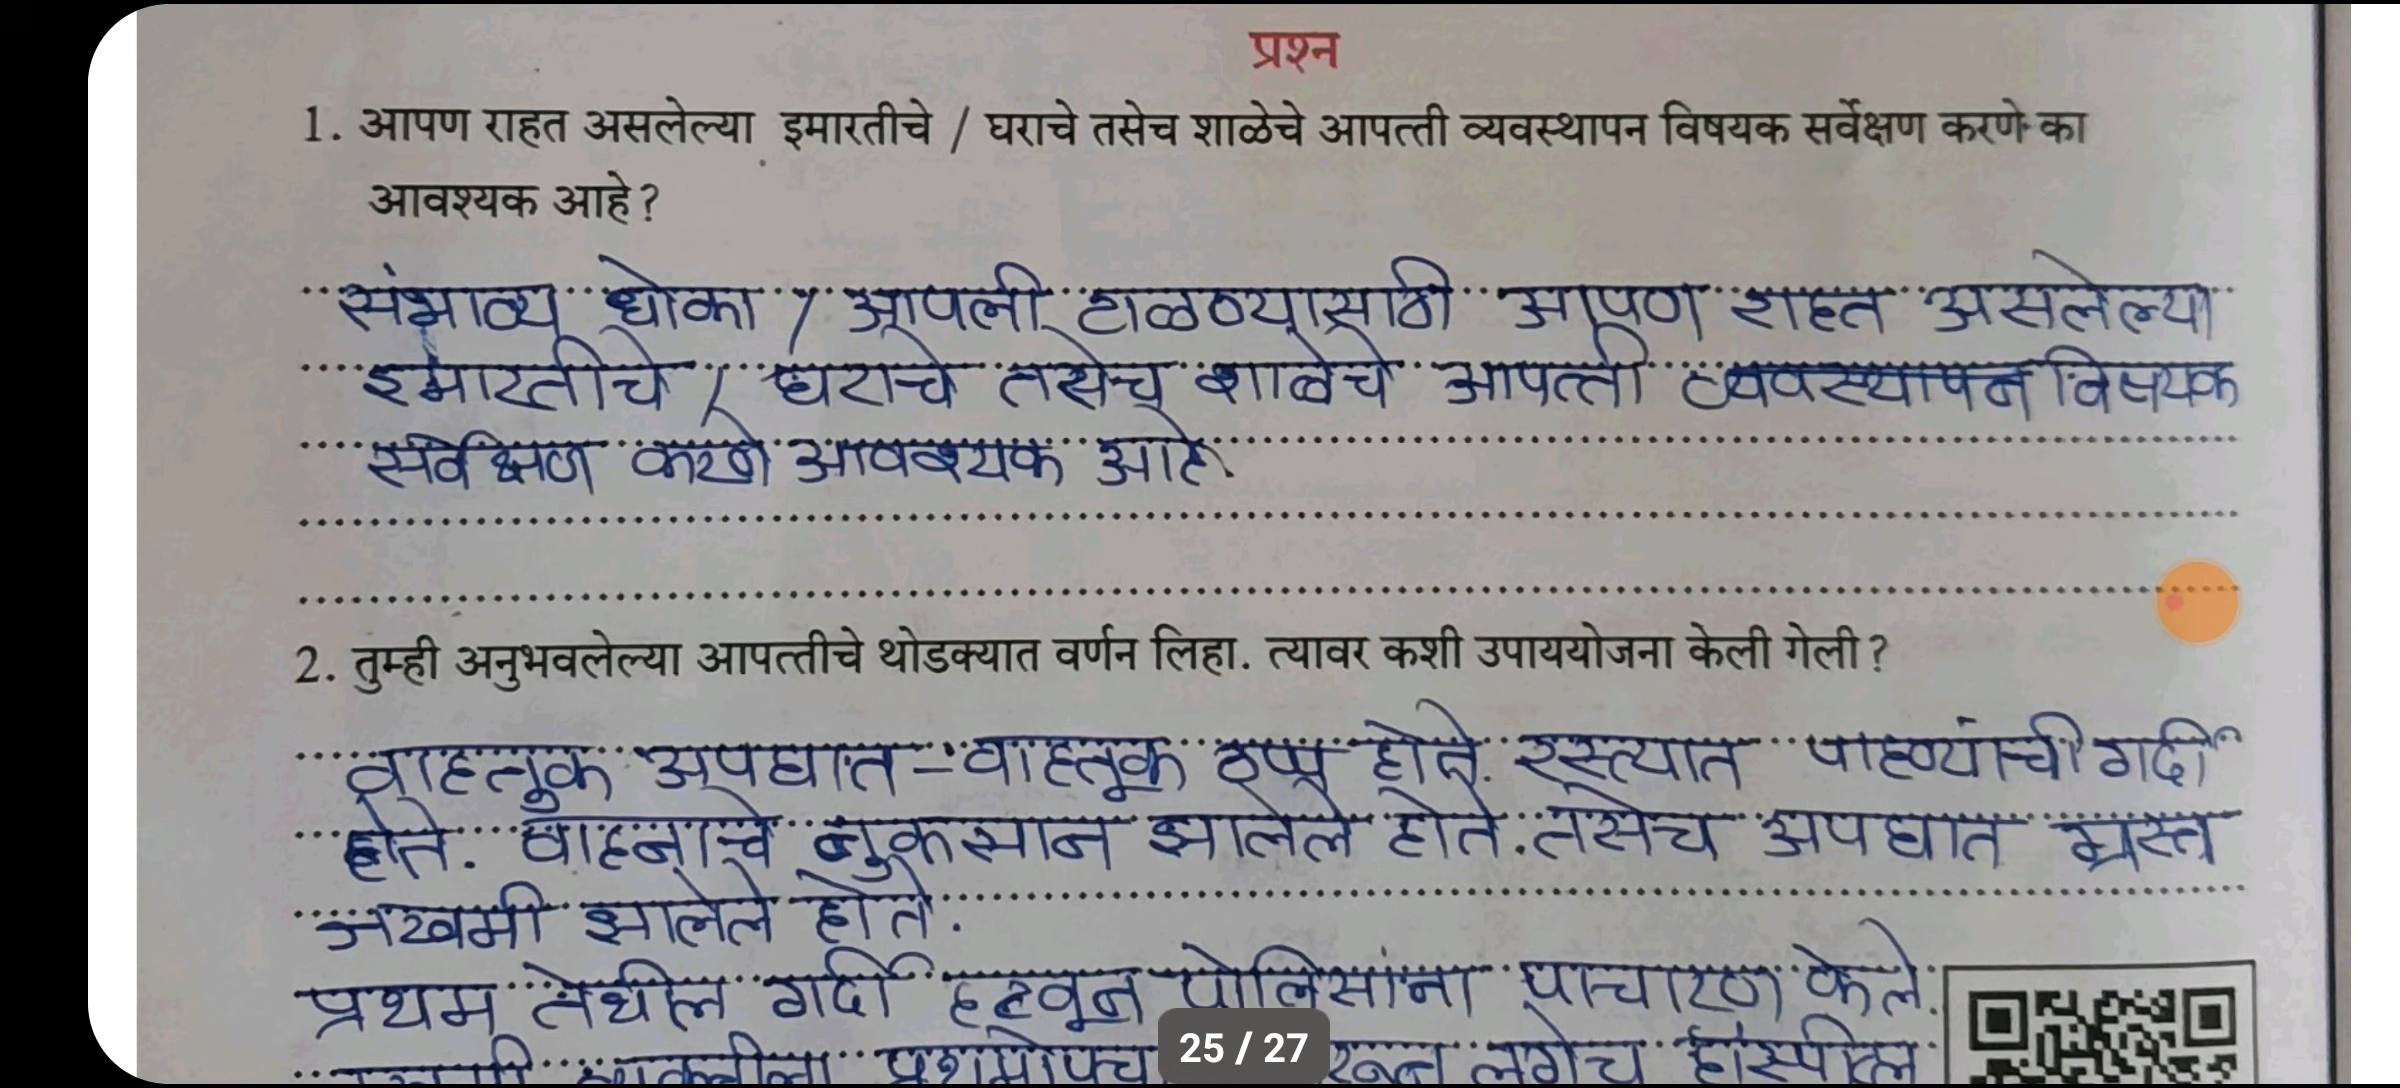 प्रश्न
1. आपण राहत असलेल्या इमारतीचे / घराचे तसेच शाळेचे आपत्ती व्यवस्थापन विषयक सर्वेक्षण करणे का
आवश्यक आहे?
संभाव्य धोका / आपली टाळण्यासाठी आपण राहत असलेल्या
इमारतीचे / घराचे तसेच शाळेचे आपत्ती व्यवस्थापन विषयक
सर्वेक्षण करणे आवश्यक आहे.
2. तुम्ही अनुभवलेल्या आपत्तीचे थोडक्यात वर्णन लिहा. त्यावर कशी उपाययोजना केली गेली?
वाहतुक अपघात - वाहतूक ठप्प होते. रस्त्यात पाहण्यांची गर्दी
होते. वाहनाचे नुकसान झालेले होते. तसेच अपघात ग्रस्त
जखमी झालेले होते.
प्रथम तेथील गर्दी हटवून पोलिसांना पाचारण केले.
लगेच हॉस्पीटल
25 / 27